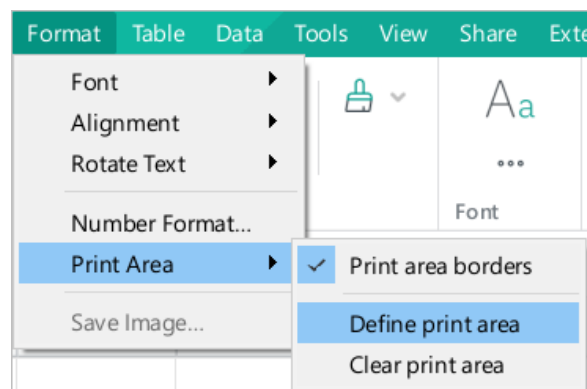 Format Table Data Tools View Share Exte
Font
Alignment
Rotate Text
Number Format...
Print Area
Save Image...
Aa
Font
Print area borders
Define print area
Clear print area